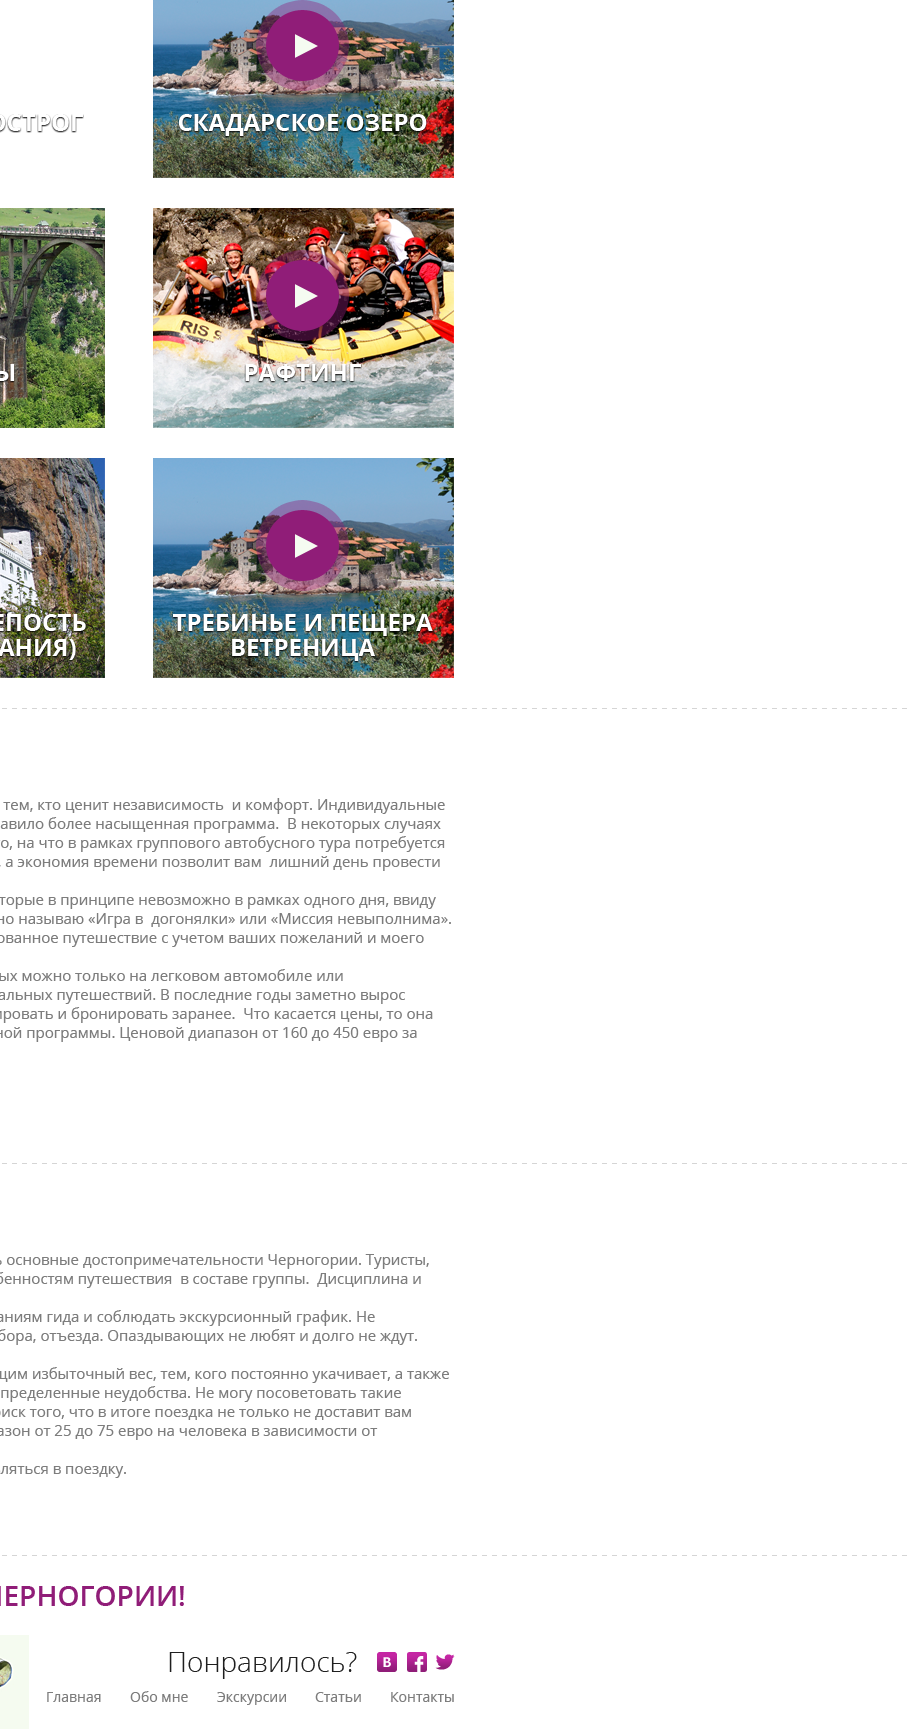 ОСТРОГ
СКАДАРСКОЕ ОЗЕРО
Ы
РАФТИНГ
RIS 9
ЕПОСТЬ
АНИЯ)
ТРЕБИНЬЕ И ПЕЩЕРА
ВЕТРЕНИЦА
тем, кто ценит независимость и комфорт. Индивидуальные
авило более насыщенная программа. В некоторых случаях
о, на что в рамках группового автобусного тура потребуется
, а экономия времени позволит вам лишний день провести
торые в принципе невозможно в рамках одного дня, ввиду
но называю «Игра в догонялки» или «Миссия невыполнима».
ованное путешествие с учетом ваших пожеланий и моего
ых можно только на легковом автомобиле или
альных путешествий. В последние годы заметно вырос
ировать и бронировать заранее. Что касается цены, то она
ной программы. Ценовой диапазон от 160 до 450 евро за
ь основные достопримечательности Черногории. Туристы,
бенностям путешествия в составе группы. Дисциплина и
аниям гида и соблюдать экскурсионный график. Не
бора, отъезда. Опаздывающих не любят и долго не ждут.
щим избыточный вес, тем, кого постоянно укачивает, а также
пределенные неудобства. Не могу посоветовать такие
риск того, что в итоге поездка не только не доставит вам
азон от 25 до 75 евро на человека в зависимости от
ляться в поездку.
ЧЕРНОГОРИИ!
Понравилось?
Главная Обо мне Экскурсии Статьи Контакты